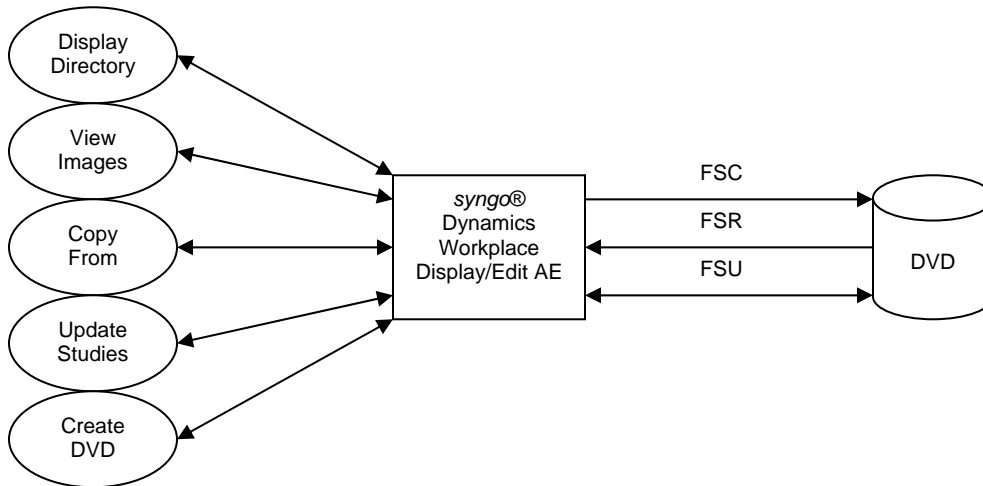 Display
Directory
View
Images
Copy
From
Update
Studies
Create
DVD
syngo®
Dynamics
Workplace
Display/Edit AE
FSC
FSR
FSU
DVD